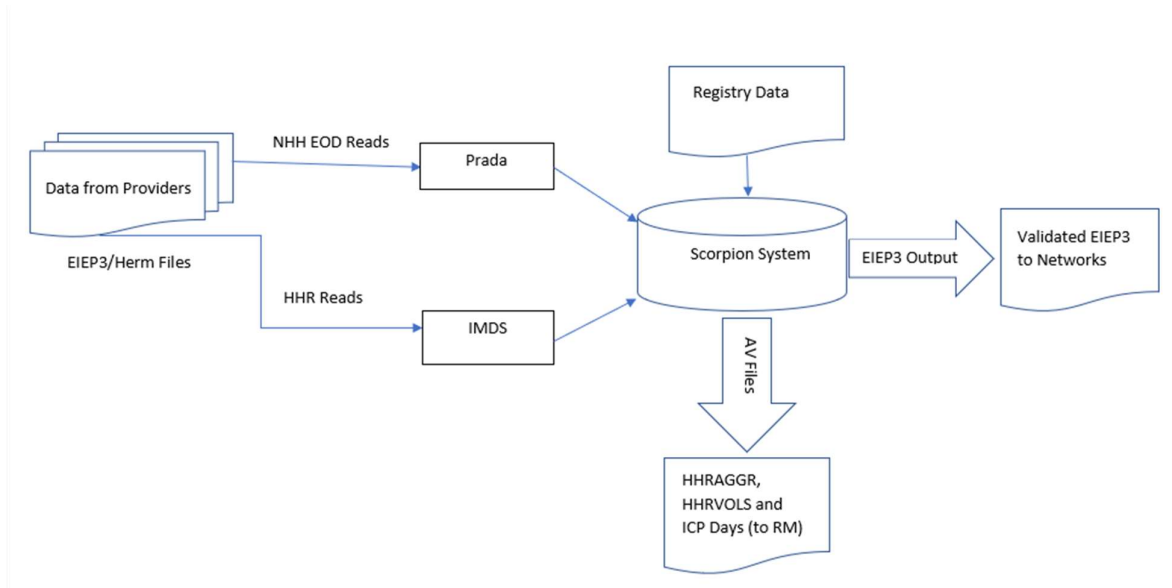 Registry Data
NHH EOD Reads
Prada
Data from Providers
EIEP3/Herm Files
HHR Reads
IMDS
Scorpion System
EIEP3 Output
Validated EIEP3
to Networks
AV Files
HHRAGGR,
HHRVOLS and
ICP Days (to RM)